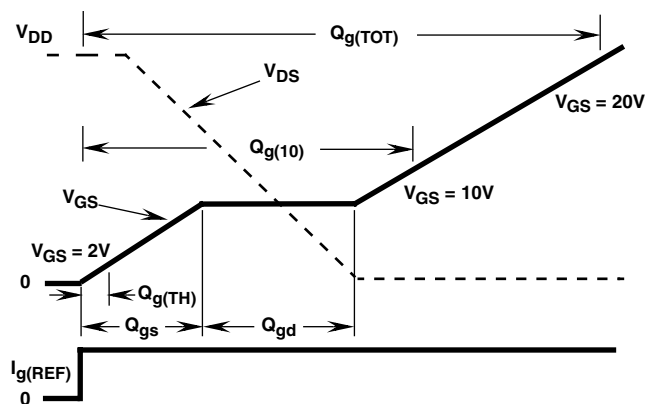 V_DD
Q_g(TOT)
V_DS
V_GS = 20V
Q_g(10)
V_GS
V_GS = 10V
V_GS = 2V
0
Q_g(TH)
Q_gs
Q_gd
I_g(REF)
0